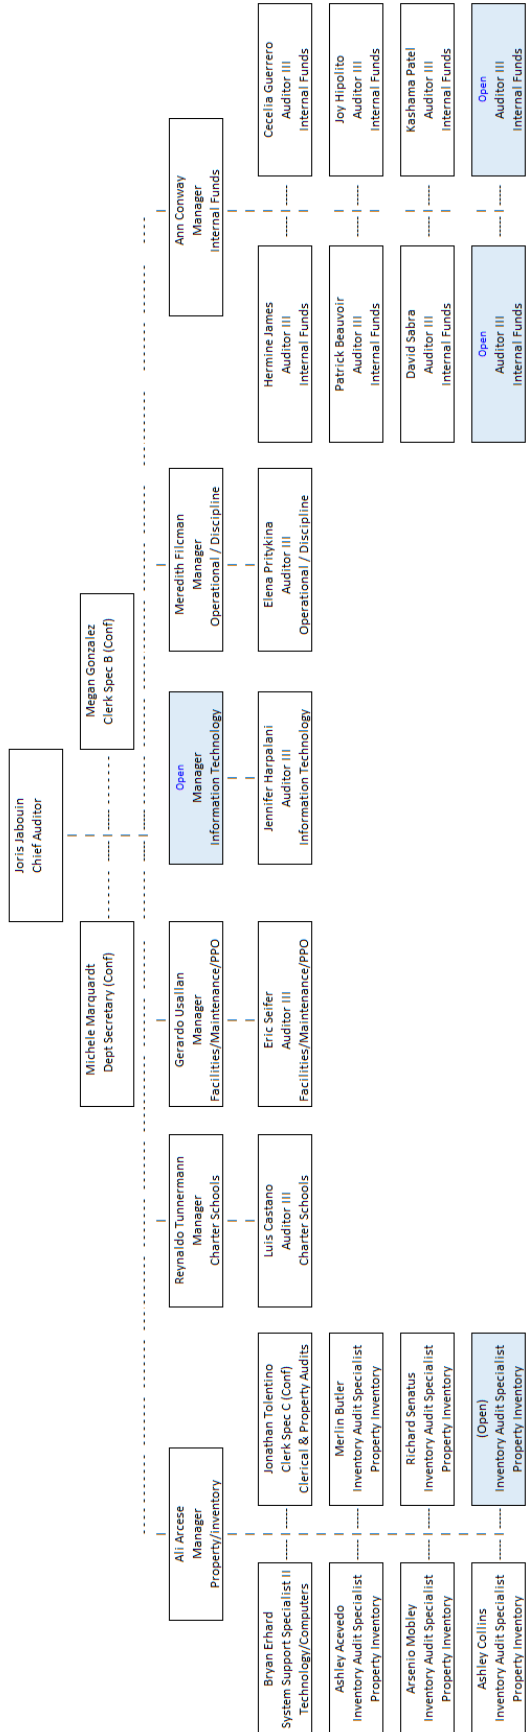 Joris Jabouin
Chief Auditor
Michele Marquardt
Dept Secretary (Conf)
Megan Gonzalez
Clerk Spec B (Conf)
Ali Arcese
Manager
Property/Inventory
Reynaldo Tunnermann
Manager
Charter Schools
Gerardo Usallan
Manager
Facilities/Maintenance/PPO
Open
Manager
Information Technology
Meredith Filcman
Manager
Operational / Discipline
Ann Conway
Manager
Internal Funds
Bryan Erhard
System Support Specialist II
Technology/Computers
Jonathan Tolentino
Clerk Spec C (Conf)
Clerical & Property Audits
Luis Castano
Auditor III
Charter Schools
Eric Seifer
Auditor III
Facilities/Maintenance/PPO
Jennifer Harpalani
Auditor III
Information Technology
Elena Pritykina
Auditor III
Operational / Discipline
Hermine James
Auditor III
Internal Funds
Cecelia Guerrero
Auditor III
Internal Funds
Ashley Acevedo
Inventory Audit Specialist
Property Inventory
Merlin Butler
Inventory Audit Specialist
Property Inventory
Patrick Beauvoir
Auditor III
Internal Funds
Joy Hipolito
Auditor III
Internal Funds
Arsenio Mobley
Inventory Audit Specialist
Property Inventory
Richard Senatus
Inventory Audit Specialist
Property Inventory
David Sabra
Auditor III
Internal Funds
Kashama Patel
Auditor III
Internal Funds
Ashley Collins
Inventory Audit Specialist
Property Inventory
(Open)
Inventory Audit Specialist
Property Inventory
Open
Auditor III
Internal Funds
Open
Auditor III
Internal Funds